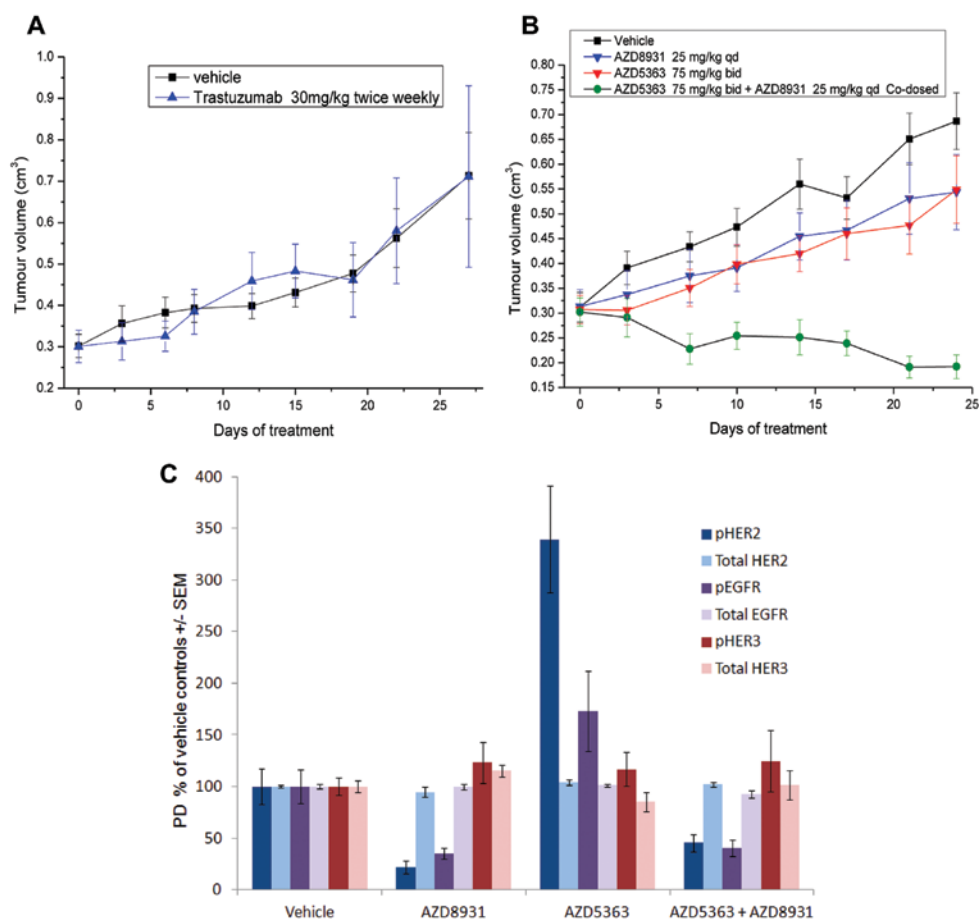 A
vehicle
Trastuzumab 30mg/kg twice weekly
Tumour volume (cm³)
1.0
0.9
0.8
0.7
0.6
0.5
0.4
0.3
0.2
0 5 10 15 20 25
Days of treatment
B
Vehicle
AZD8931 25 mg/kg qd
AZD5363 75 mg/kg bid
AZD5363 75 mg/kg bid + AZD8931 25 mg/kg qd Co-dosed
Tumour volume (cm³)
0.80
0.75
0.70
0.65
0.60
0.55
0.50
0.45
0.40
0.35
0.30
0.25
0.20
0.15
0 5 10 15 20 25
Days of treatment
C
PD % of vehicle controls +/- SEM
400
350
300
250
200
150
100
50
0
pHER2
Total HER2
pEGFR
Total EGFR
pHER3
Total HER3
Vehicle AZD8931 AZD5363 AZD5363 + AZD8931